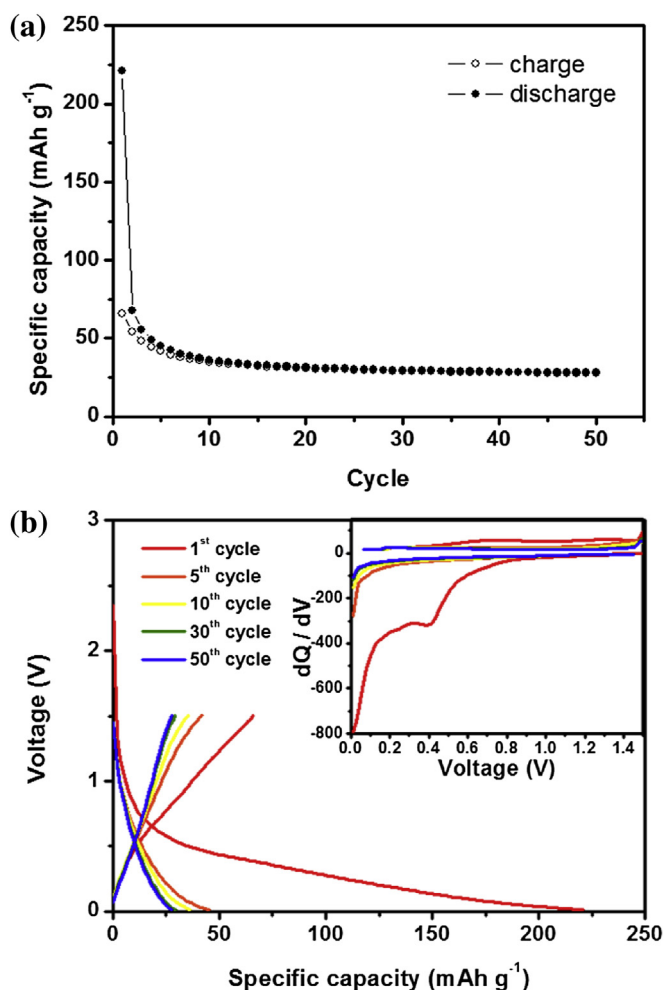 (a)
250
200
150
100
50
0
Specific capacity (mAh g⁻¹)
charge
discharge
0 10 20 30 40 50
Cycle
(b)
3
2
1
0
Voltage (V)
1ˢᵗ cycle
5ᵗʰ cycle
10ᵗʰ cycle
30ᵗʰ cycle
50ᵗʰ cycle
0
-200
-400
-600
-800
dQ / dV
0.0 0.2 0.4 0.6 0.8 1.0 1.2 1.4
Voltage (V)
0 50 100 150 200 250
Specific capacity (mAh g⁻¹)